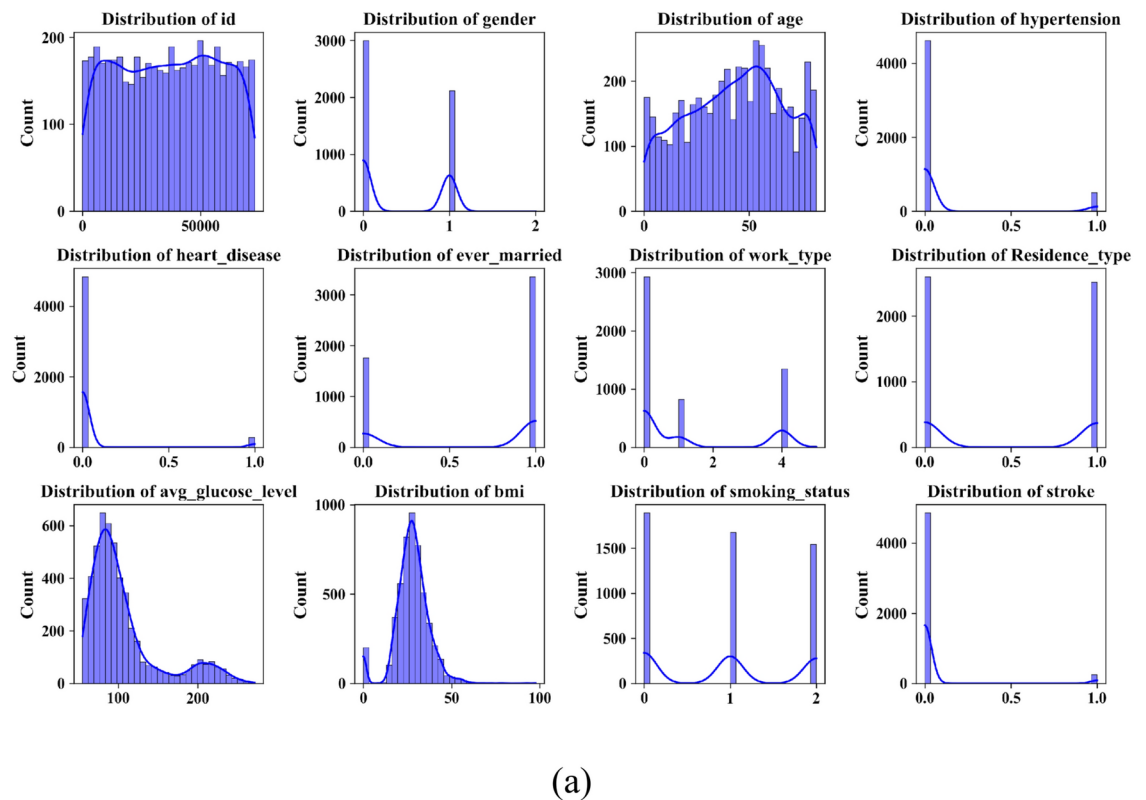 Distribution of id
Count
200
100
0
0
50000
Distribution of gender
Count
3000
2000
1000
0
0
1
2
Distribution of age
Count
200
100
0
0
50
Distribution of hypertension
Count
4000
2000
0
0.0
0.5
1.0
Distribution of heart_disease
Count
4000
2000
0
0.0
0.5
1.0
Distribution of ever_married
Count
3000
2000
1000
0
0.0
0.5
1.0
Distribution of work_type
Count
3000
2000
1000
0
0
2
4
Distribution of Residence_type
Count
2000
1000
0
0.0
0.5
1.0
Distribution of avg_glucose_level
Count
600
400
200
0
100
200
Distribution of bmi
Count
1000
500
0
0
50
100
Distribution of smoking_status
Count
1500
1000
500
0
0
1
2
Distribution of stroke
Count
4000
2000
0
0.0
0.5
1.0
(a)